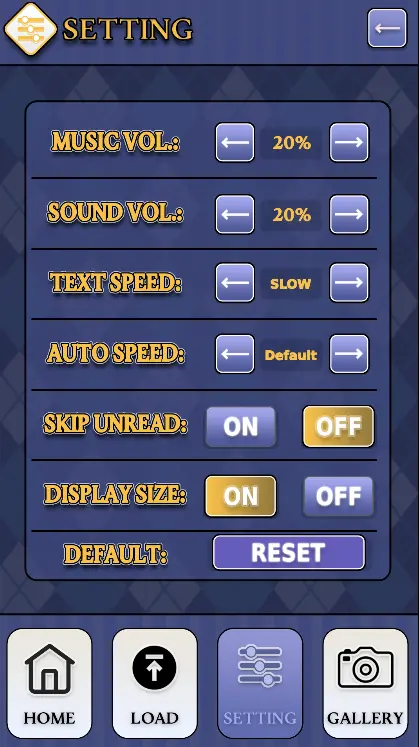 SETTING
MUSIC VOL.: 20%
SOUND VOL.: 20%
TEXT SPEED: SLOW
AUTO SPEED: Default
SKIP UNREAD: ON OFF
DISPLAY SIZE: ON OFF
DEFAULT: RESET
HOME LOAD SETTING GALLERY